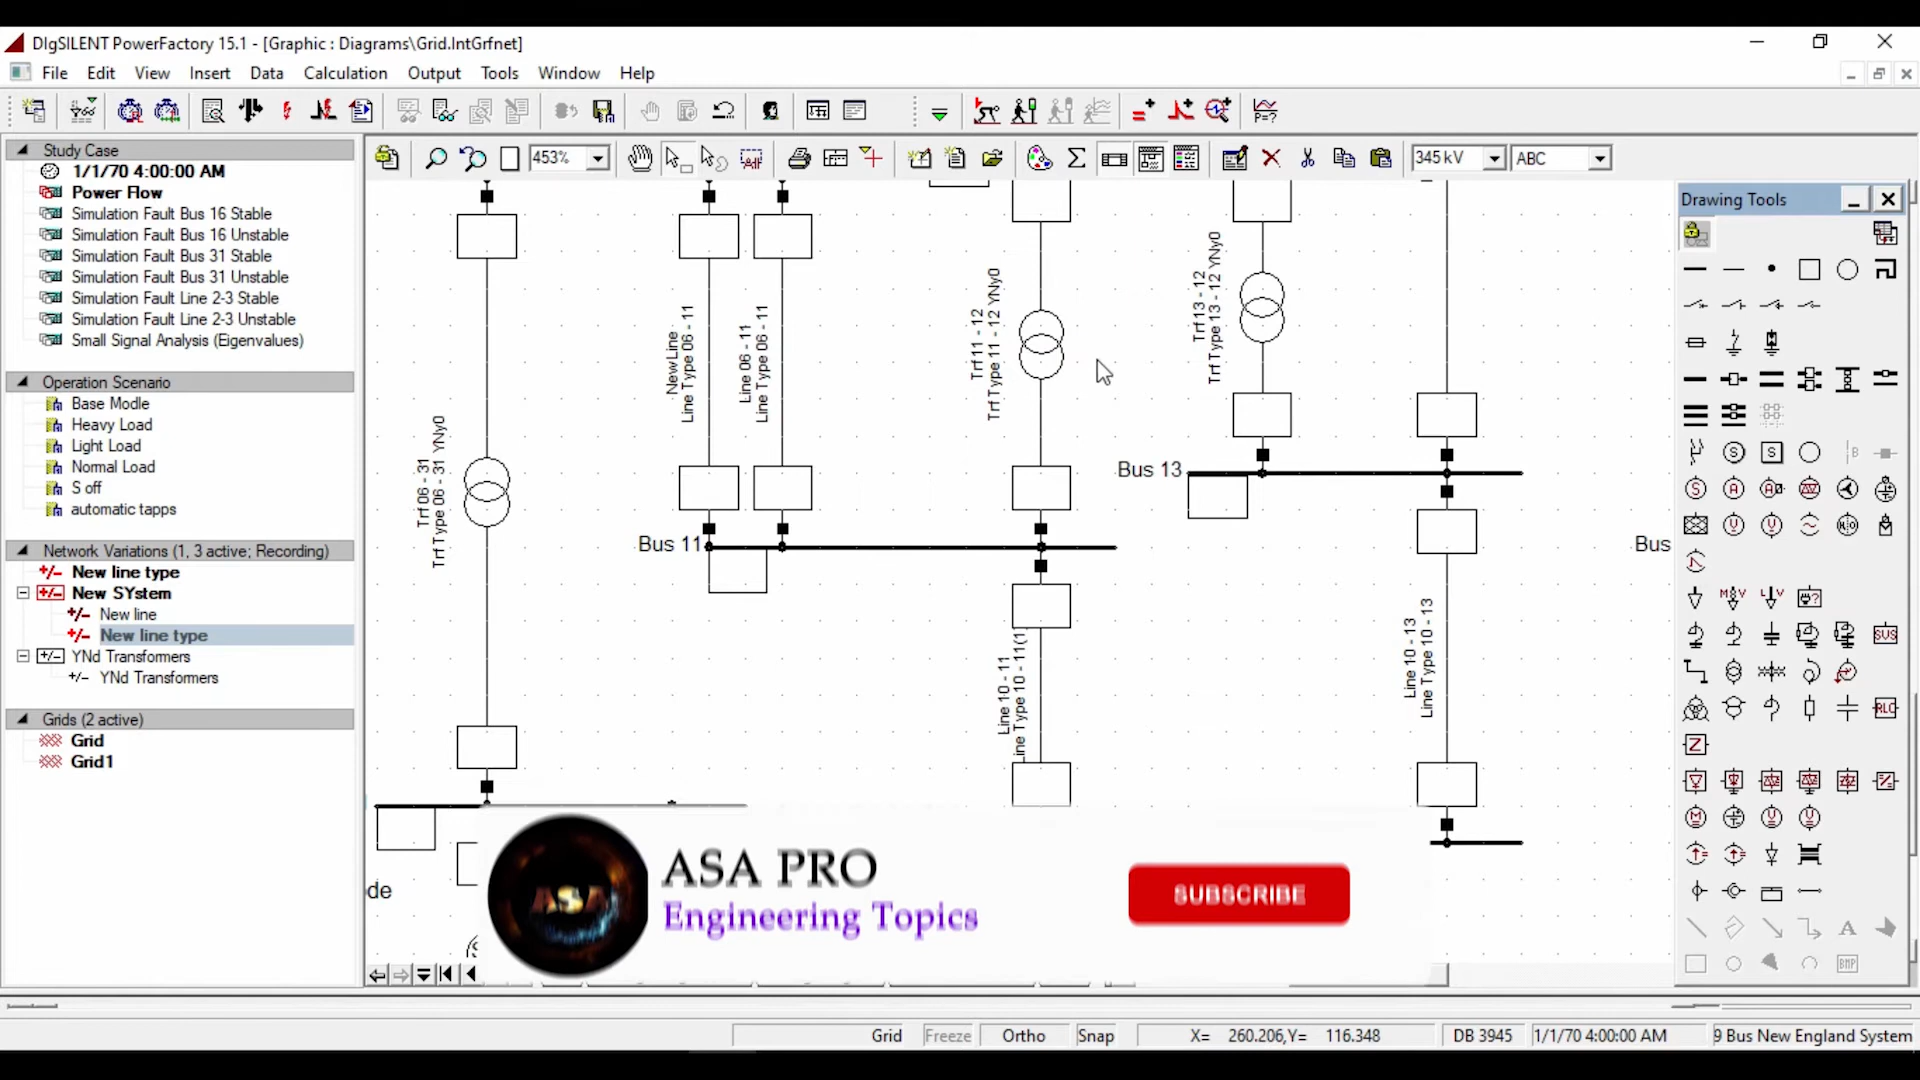 DIgSILENT PowerFactory 15.1 - [Graphic : Diagrams\Grid.IntGrfnet]
File Edit View Insert Data Calculation Output Tools Window Help
453%
345 kV
ABC
Study Case
1/1/70 4:00:00 AM
Power Flow
Simulation Fault Bus 16 Stable
Simulation Fault Bus 16 Unstable
Simulation Fault Bus 31 Stable
Simulation Fault Bus 31 Unstable
Simulation Fault Line 2-3 Stable
Simulation Fault Line 2-3 Unstable
Small Signal Analysis (Eigenvalues)
Operation Scenario
Base Modle
Heavy Load
Light Load
Normal Load
S off
automatic tapps
Network Variations (1, 3 active; Recording)
New line type
New SYstem
New line
New line type
YNd Transformers
YNd Transformers
Grids (2 active)
Grid
Grid1
Trf 06 - 31
Trf Type 06 - 31 YNy0
NewLine
Line Type 06 - 11
Line 06 - 11
Line Type 06 - 11
Trf 11 - 12
Trf Type 11 - 12 YNy0
Trf 13 - 12
Trf Type 13 - 12 YNy0
Bus 13
Bus 11
Bus
Line 10 - 11
Line Type 10 - 11(1
Line 10 - 13
Line Type 10 - 13
de
Drawing Tools
ASA
ASA PRO
Engineering Topics
SUBSCRIBE
Grid Freeze Ortho Snap X= 260.206,Y= 116.348 DB 3945 1/1/70 4:00:00 AM 9 Bus New England System